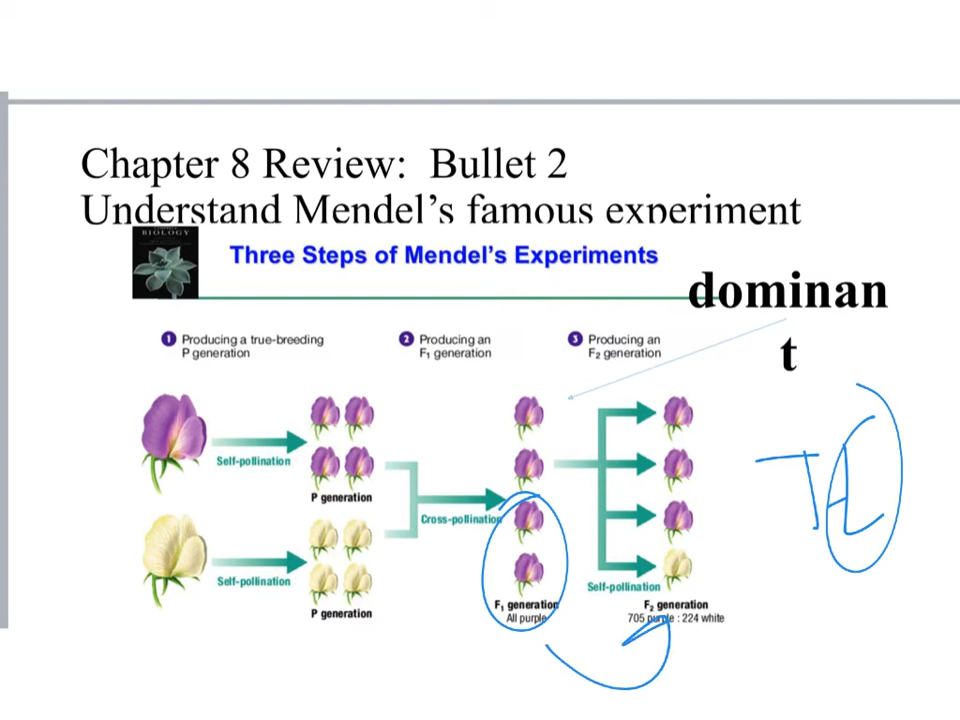 Chapter 8 Review: Bullet 2
Understand Mendel's famous experiment
BIOLOGY
Three Steps of Mendel's Experiments
dominan
t
1 Producing a true-breeding
P generation
2 Producing an
F₁ generation
3 Producing an
F₂ generation
Self-pollination
P generation
Cross-pollination
Self-pollination
P generation
F₁ generation
All purple
Self-pollination
F₂ generation
705 purple : 224 white